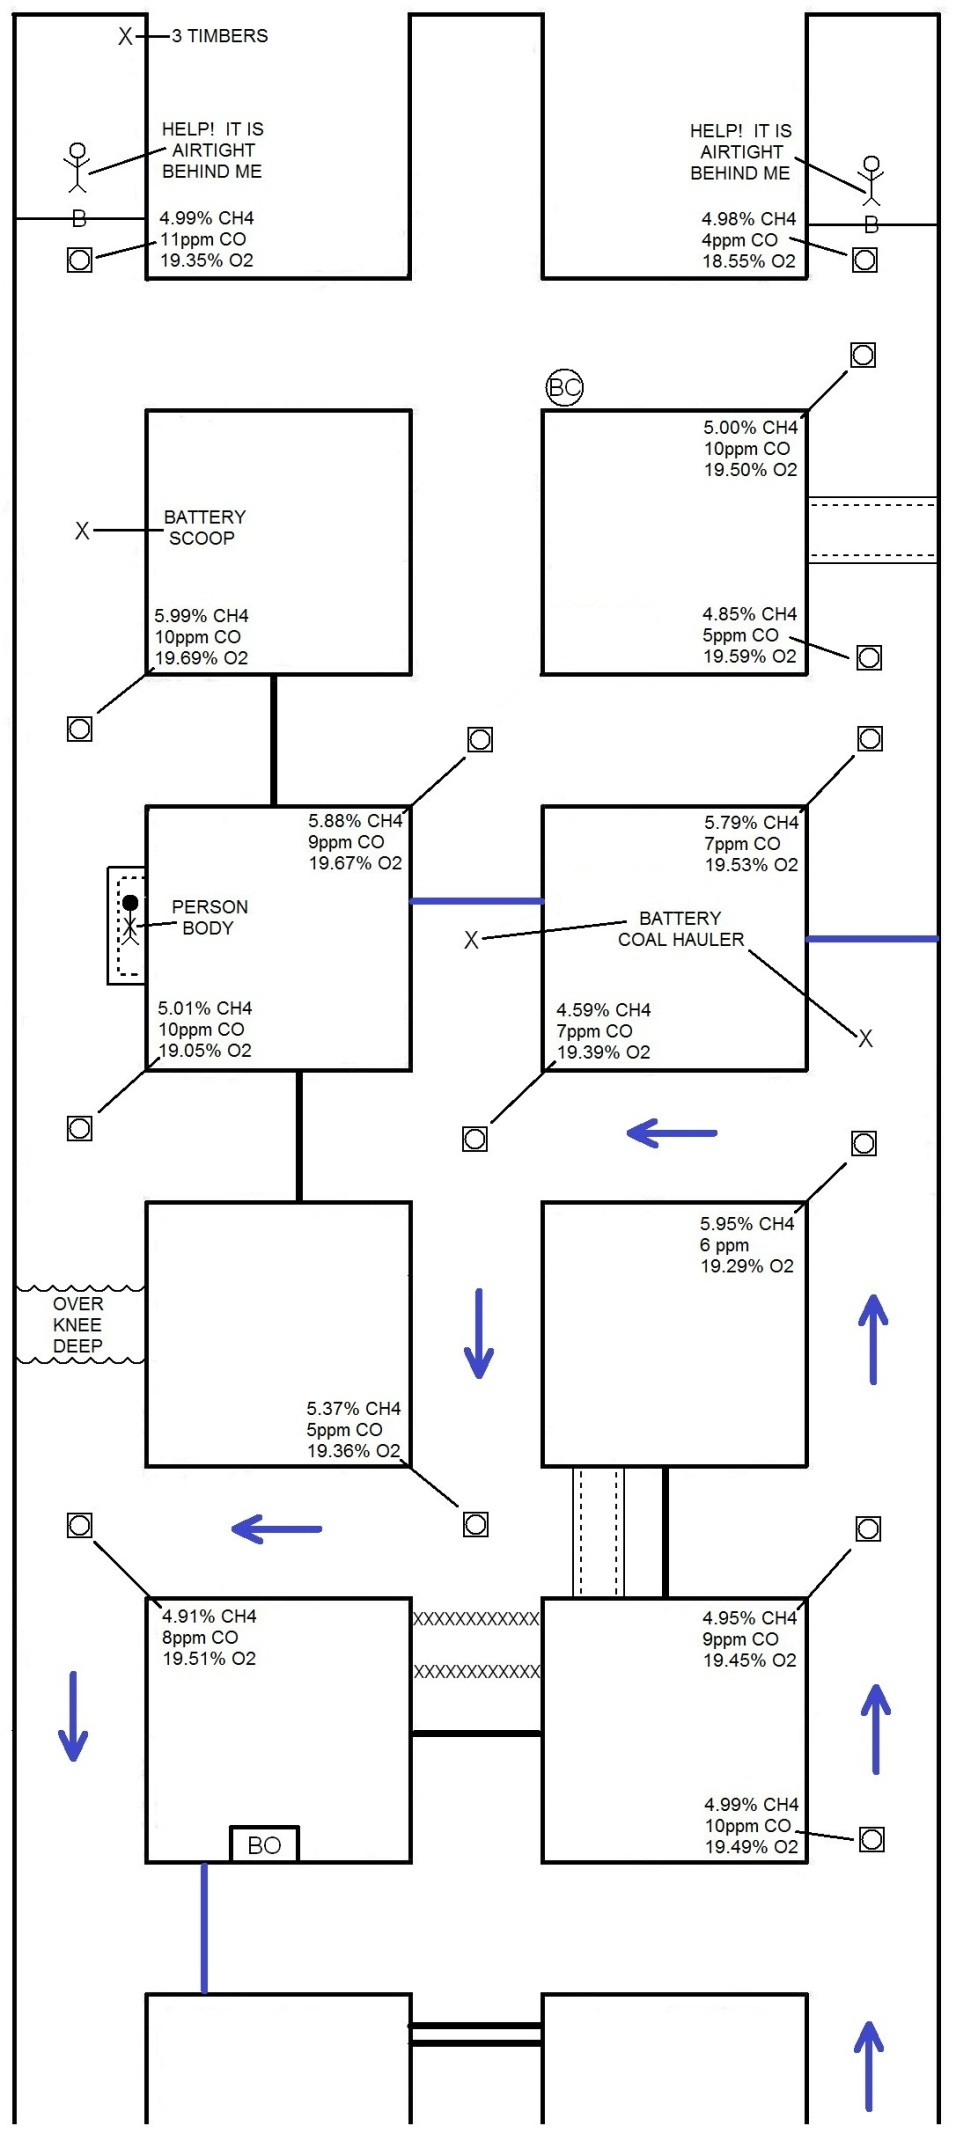 X
3 TIMBERS
HELP!  IT IS
AIRTIGHT
BEHIND ME
HELP!  IT IS
AIRTIGHT
BEHIND ME
B
4.99% CH4
11ppm CO
19.35% O2
4.98% CH4
4ppm CO
18.55% O2
B
BC
5.00% CH4
10ppm CO
19.50% O2
X
BATTERY
SCOOP
5.99% CH4
10ppm CO
19.69% O2
4.85% CH4
5ppm CO
19.59% O2
5.88% CH4
9ppm CO
19.67% O2
5.79% CH4
7ppm CO
19.53% O2
PERSON
BODY
X
BATTERY
COAL HAULER
X
5.01% CH4
10ppm CO
19.05% O2
4.59% CH4
7ppm CO
19.39% O2
5.95% CH4
6 ppm
19.29% O2
OVER
KNEE
DEEP
5.37% CH4
5ppm CO
19.36% O2
4.91% CH4
8ppm CO
19.51% O2
XXXXXXXXXXXX
XXXXXXXXXXXX
4.95% CH4
9ppm CO
19.45% O2
4.99% CH4
10ppm CO
19.49% O2
BO